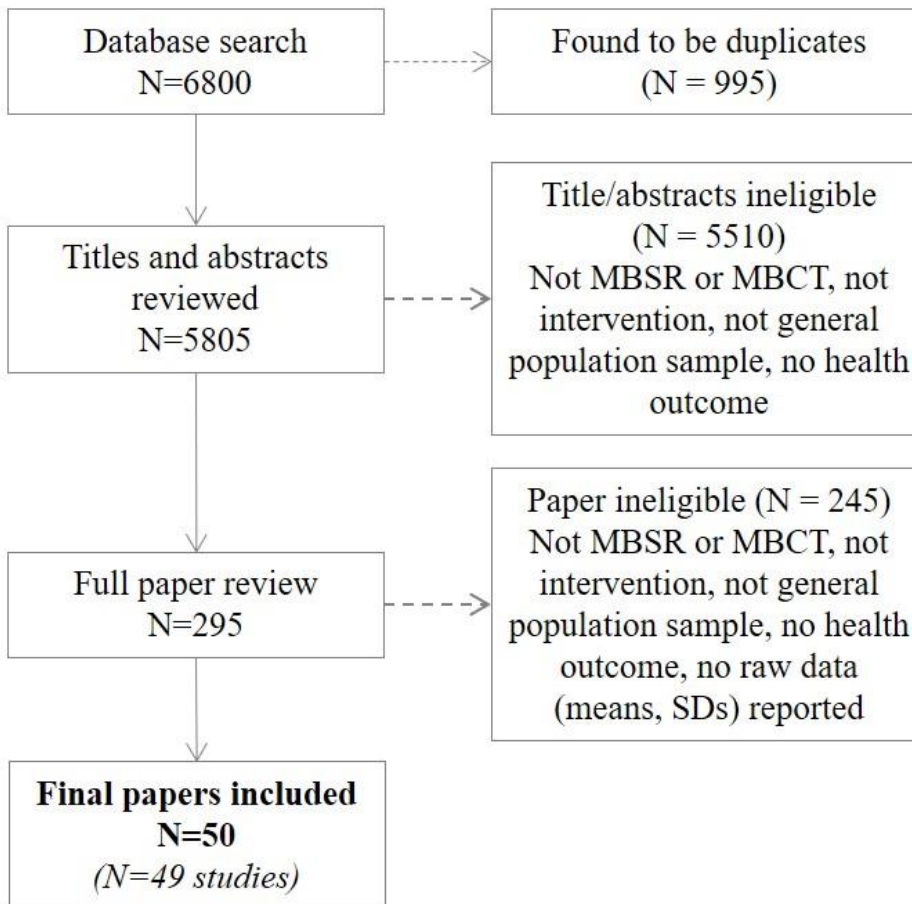 Database search
N=6800
Found to be duplicates
(N = 995)
Titles and abstracts
reviewed
N=5805
Title/abstracts ineligible
(N = 5510)
Not MBSR or MBCT, not
intervention, not general
population sample, no health
outcome
Full paper review
N=295
Paper ineligible (N = 245)
Not MBSR or MBCT, not
intervention, not general
population sample, no health
outcome, no raw data
(means, SDs) reported
Final papers included
N=50
(N=49 studies)